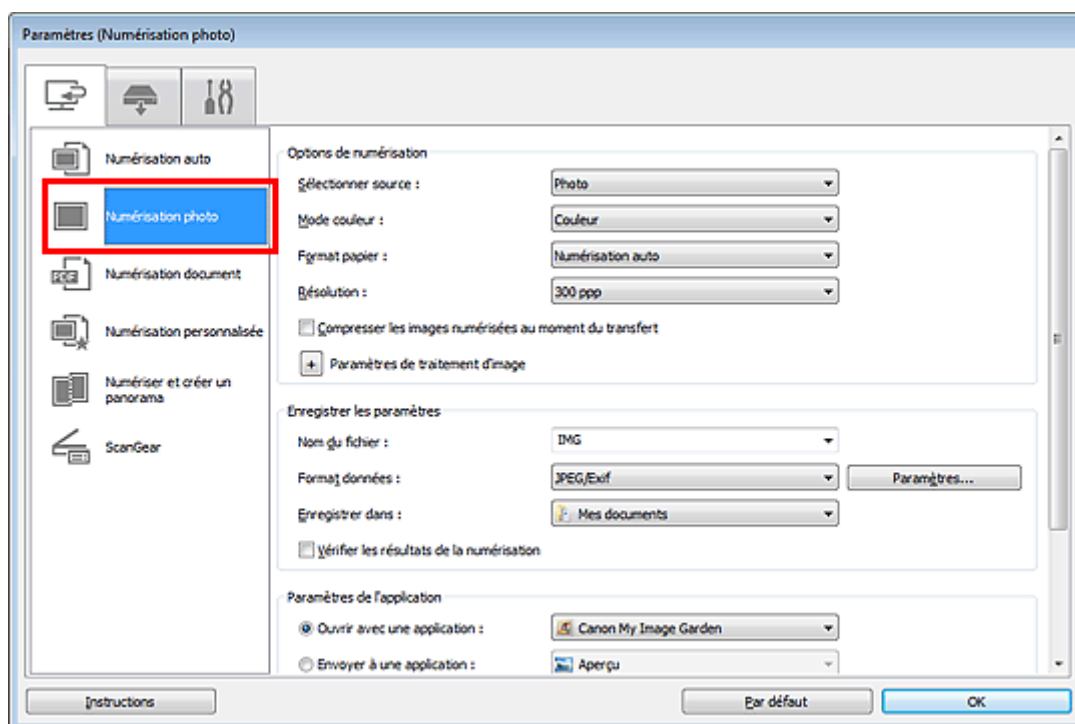 Paramètres (Numérisation photo)
Numérisation auto
Numérisation photo
PDF
Numérisation document
Numérisation personnalisée
Numériser et créer un
panorama
ScanGear
Options de numérisation
Sélectionner source : Photo
Mode couleur : Couleur
Format papier : Numérisation auto
Résolution : 300 ppp
Compresser les images numérisées au moment du transfert
+ Paramètres de traitement d'image
Enregistrer les paramètres
Nom du fichier : IMG
Format données : JPEG/Exif Paramètres...
Enregistrer dans : Mes documents
Vérifier les résultats de la numérisation
Paramètres de l'application
Ouvrir avec une application : Canon My Image Garden
Envoyer à une application : Aperçu
Instructions Par défaut OK